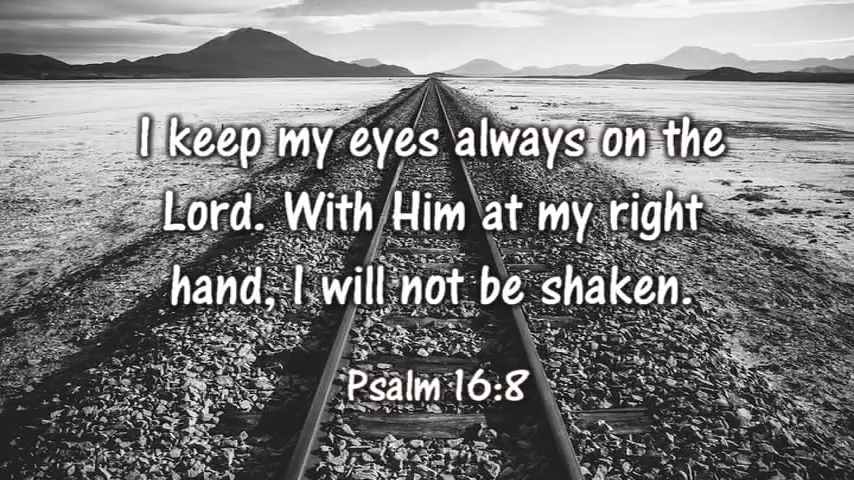 I keep my eyes always on the
Lord. With Him at my right
hand, I will not be shaken.
Psalm 16:8